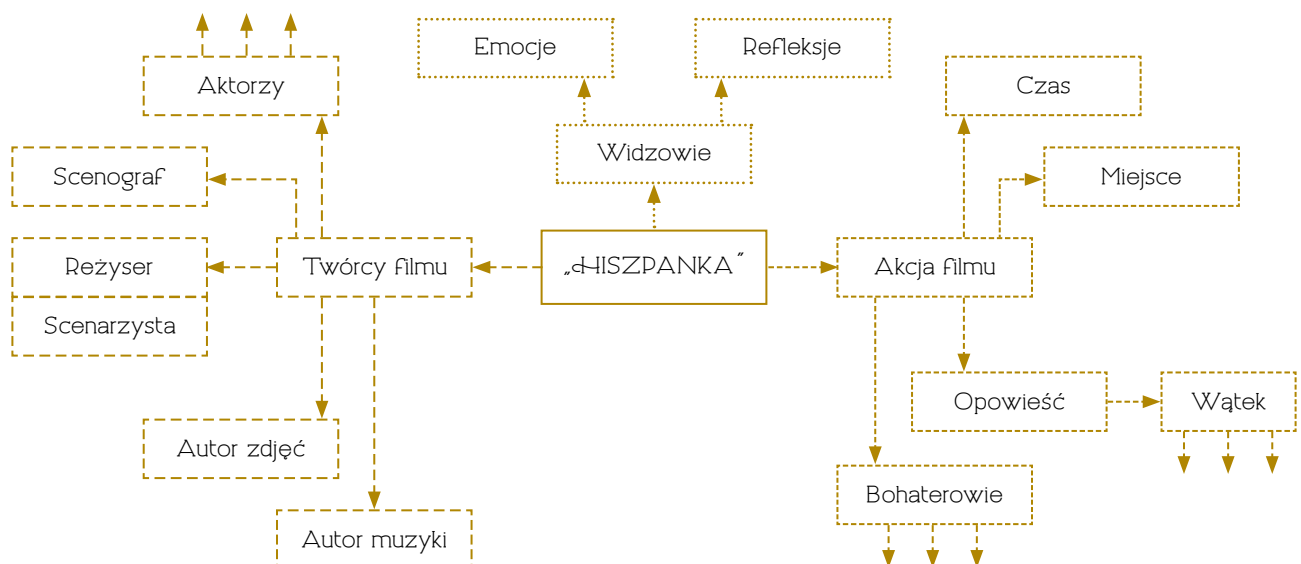 Emocje
Refleksje
Aktorzy
Czas
Widzowie
Scenograf
Miejsce
Reżyser
Twórcy filmu
„HISZPANKA”
Akcja filmu
Scenarzysta
Opowieść
Wątek
Autor zdjęć
Bohaterowie
Autor muzyki